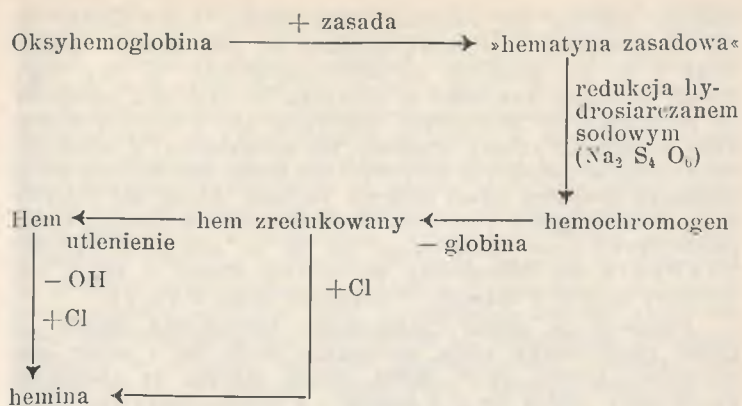 + zasada
Oksyhemoglobina »hematyna zasadowa«
redukcja hy-
drosiarczanem
sodowym
(Na₂ S₄ O₆)
Hem hem zredukowany hemochromogen
utlenienie — globina
— OH
+Cl
+Cl
hemina